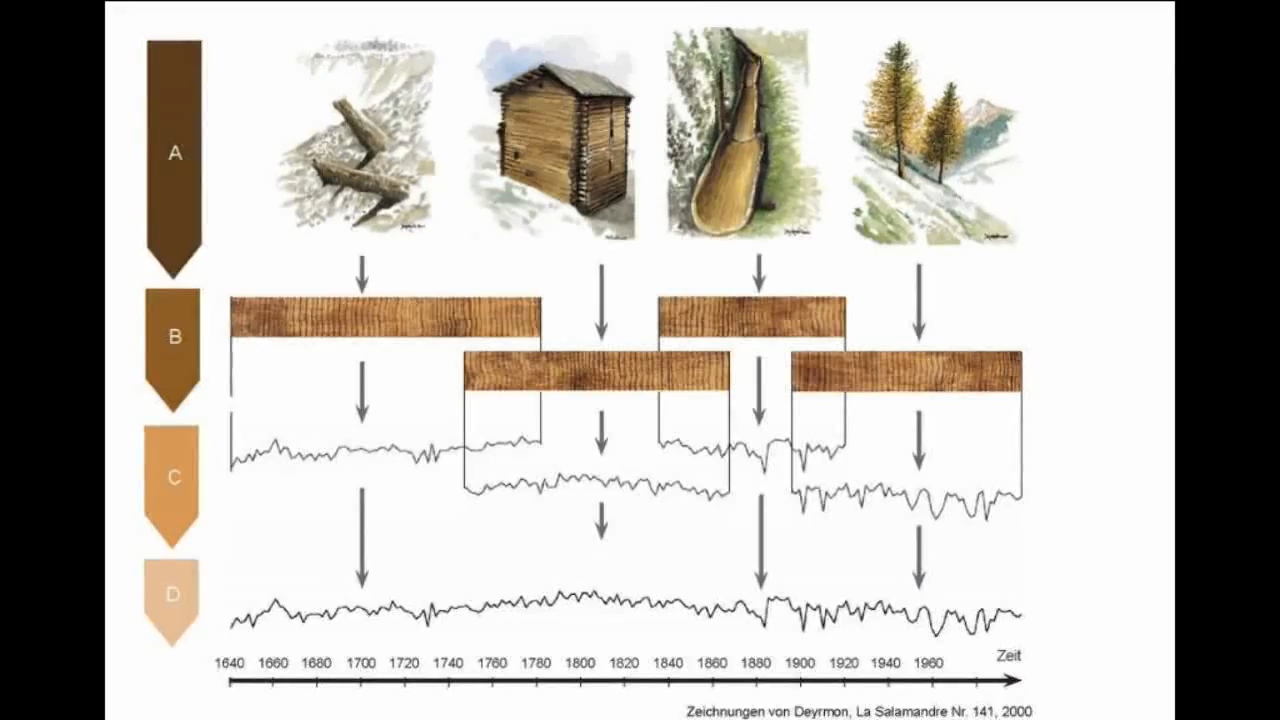 A
B
C
D
1640 1660 1680 1700 1720 1740 1760 1780 1800 1820 1840 1860 1880 1900 1920 1940 1960
Zeit
Zeichnungen von Deyrmon, La Salamandre Nr. 141, 2000